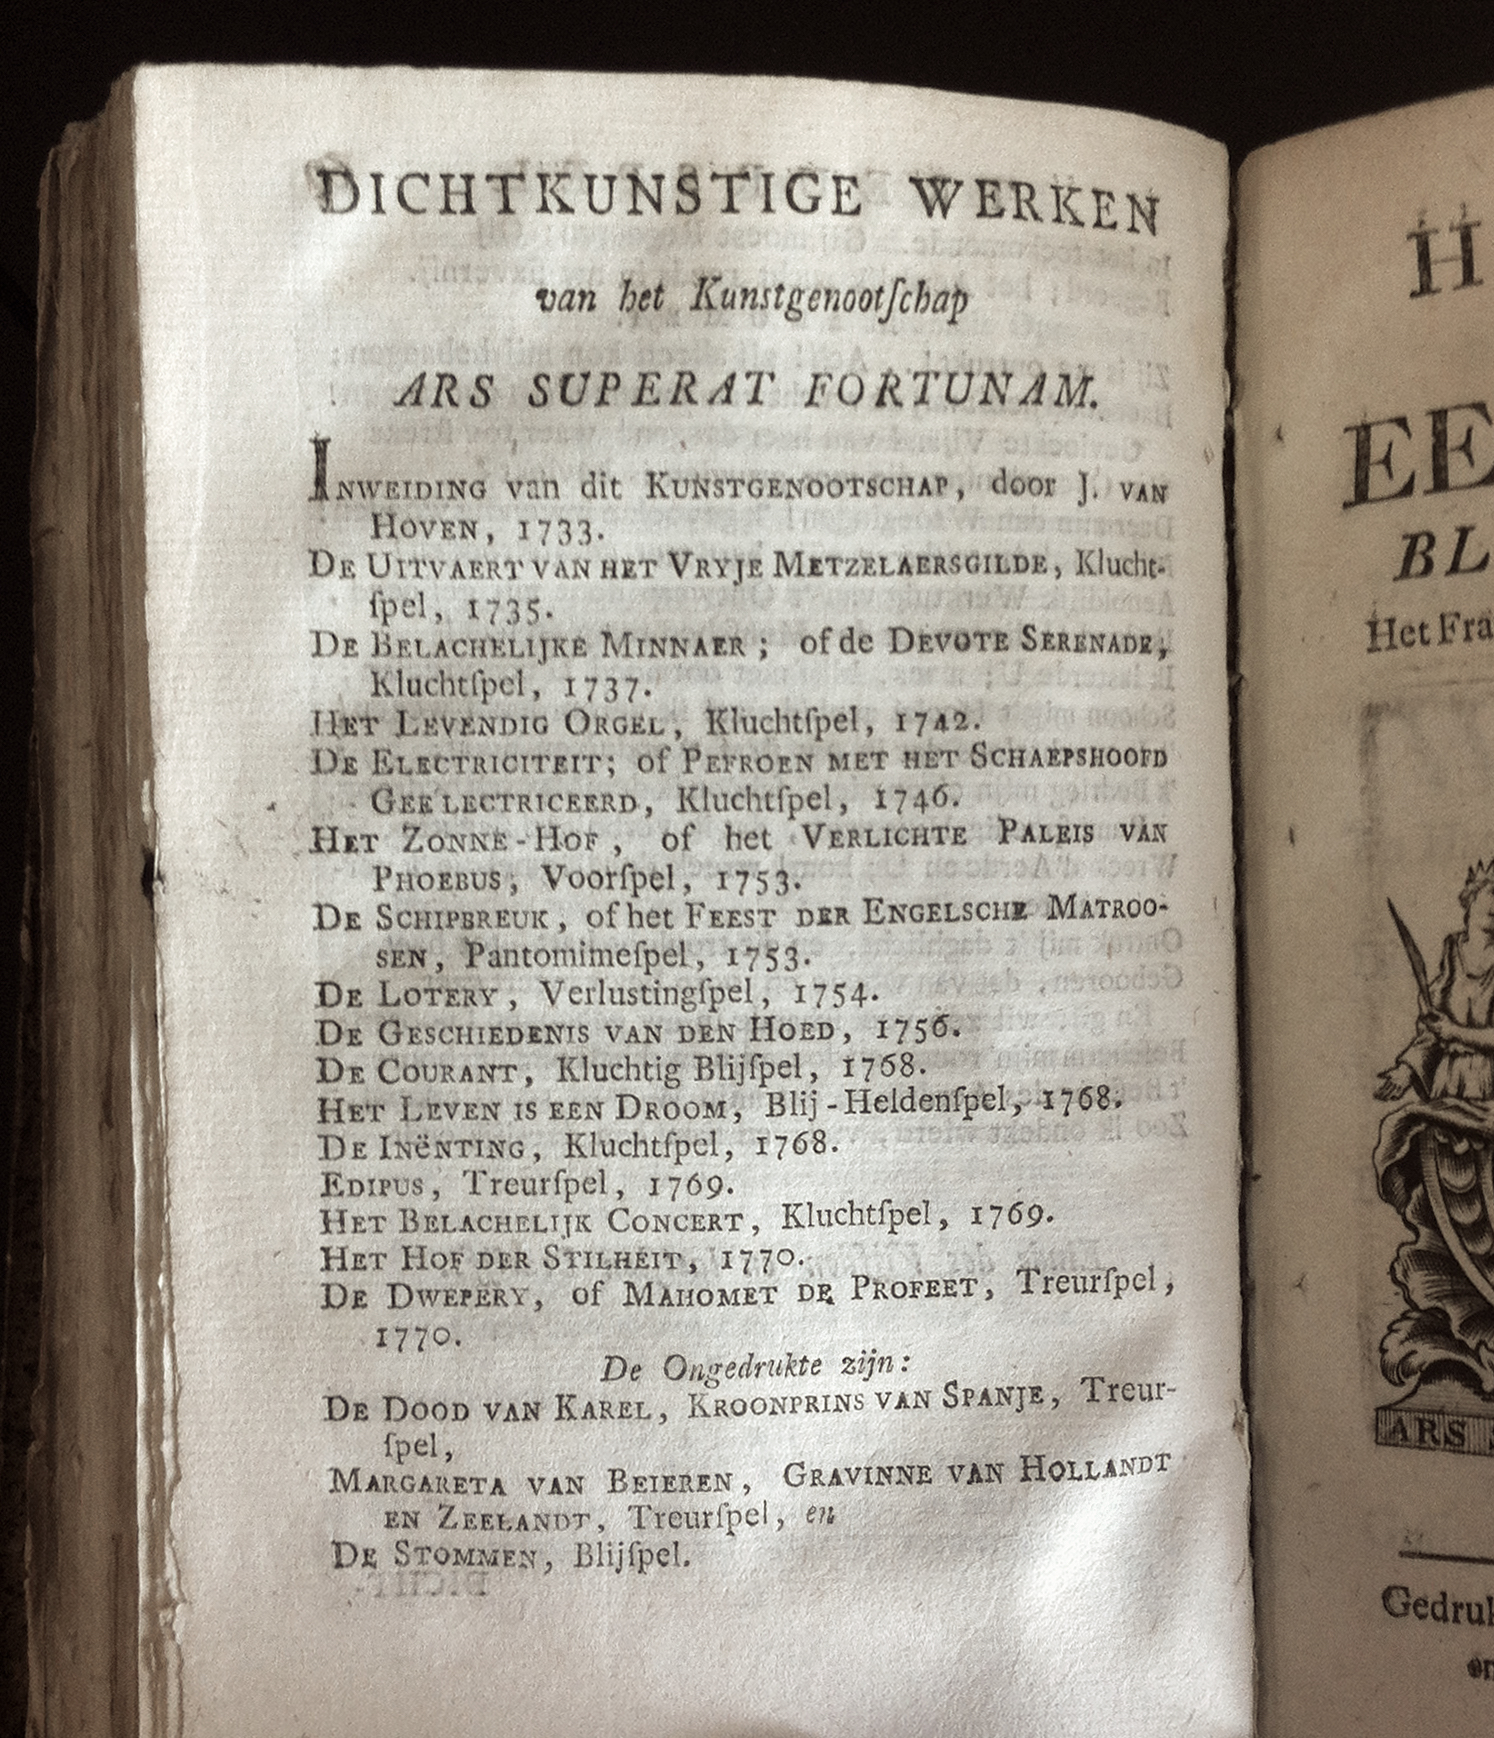 DICHTKUNSTIGE WERKEN
van het Kunstgenootſchap
ARS SUPERAT FORTUNAM.
INWEIDING van dit KUNSTGENOOTSCHAP, door J. VAN
HOVEN, 1733.
DE UITVAERT VAN HET VRYJE METZELAERSGILDE, Klucht-
ſpel, 1735.
DE BELACHELIJKE MINNAER; of de DEVOTE SERENADE,
Kluchtſpel, 1737.
HET LEVENDIG ORGEL, Kluchtſpel, 1742.
DE ELECTRICITEIT; of PEFROEN MET HET SCHAEPSHOOFD
GEE'LECTRICEERD, Kluchtſpel, 1746.
HET ZONNE-HOF, of het VERLICHTE PALEIS VAN
PHOEBUS, Voorſpel, 1753.
DE SCHIPBREUK, of het FEEST DER ENGELSCHE MATROO-
SEN, Pantomimeſpel, 1753.
DE LOTERY, Verlustingſpel, 1754.
DE GESCHIEDENIS VAN DEN HOED, 1756.
DE COURANT, Kluchtig Blijſpel, 1768.
HET LEVEN IS EEN DROOM, Blij-Heldenſpel, 1768.
DE INËNTING, Kluchtſpel, 1768.
EDIPUS, Treurſpel, 1769.
HET BELACHELIJK CONCERT, Kluchtſpel, 1769.
HET HOF DER STILHEIT, 1770.
DE DWEPERY, of MAHOMET DE PROFEET, Treurſpel,
1770.
De Ongedrukte zijn:
DE DOOD VAN KAREL, KROONPRINS VAN SPANJE, Treur-
ſpel,
MARGARETA VAN BEIEREN, GRAVINNE VAN HOLLANDT
EN ZEELANDT, Treurſpel, en
DE STOMMEN, Blijſpel.
H
EE
BL
Het Fra
ARS
Gedruk
en